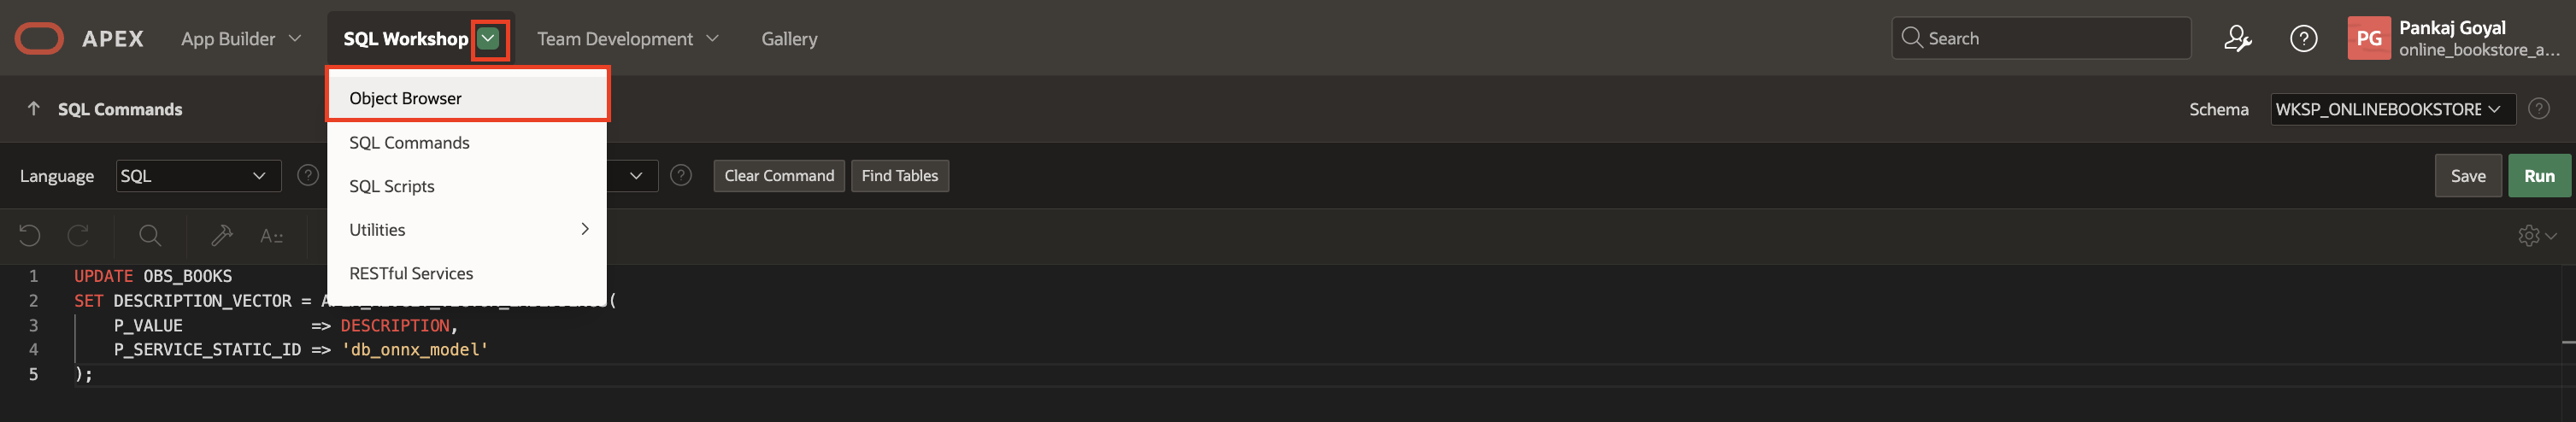 APEX App Builder SQL Workshop Team Development Gallery Search PG Pankaj Goyal
online_bookstore_a...
Object Browser
SQL Commands Schema WKSP_ONLINEBOOKSTORE
SQL Commands
Language SQL Clear Command Find Tables Save Run
SQL Scripts
Utilities
RESTful Services
1 UPDATE OBS_BOOKS
2 SET DESCRIPTION_VECTOR = (
3 P_VALUE => DESCRIPTION,
4 P_SERVICE_STATIC_ID => 'db_onnx_model'
5 );